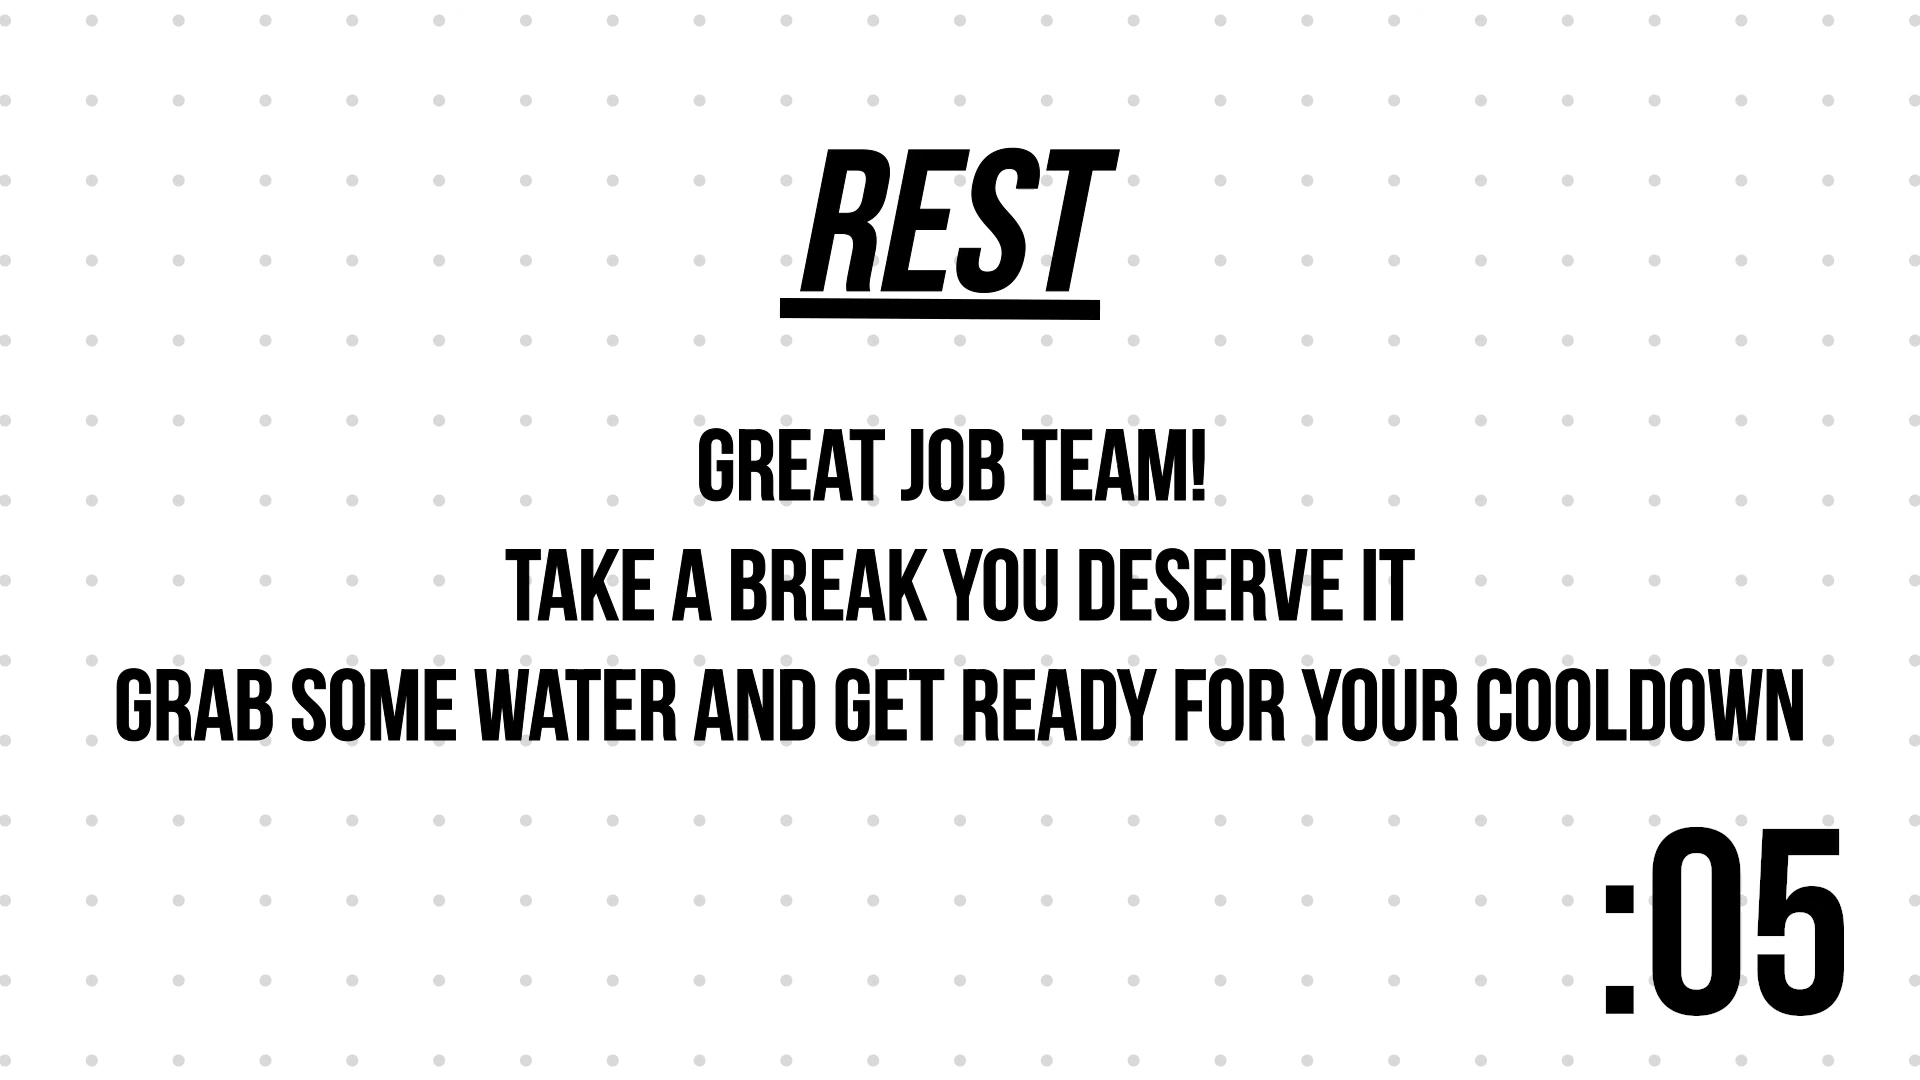 REST
GREAT JOB TEAM!
TAKE A BREAK YOU DESERVE IT
GRAB SOME WATER AND GET READY FOR YOUR COOLDOWN
:05